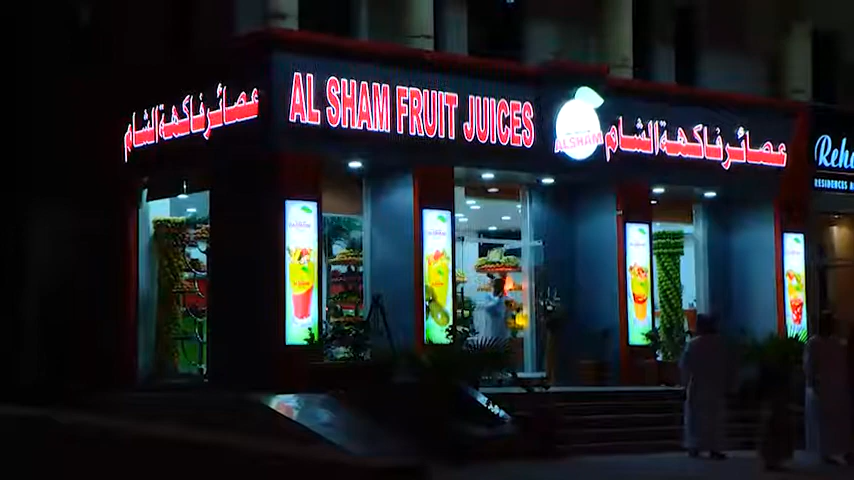 عصائر فاكهة الشام
AL SHAM FRUIT JUICES
ALSHAM
عصائر فاكهة الشام
Reh
RESIDENCES